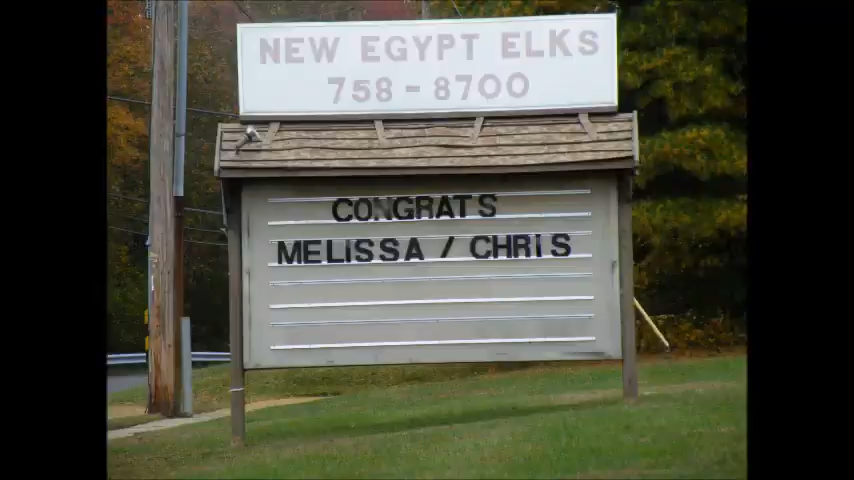 NEW EGYPT ELKS
758-8700
CONGRATS
MELISSA / CHRIS